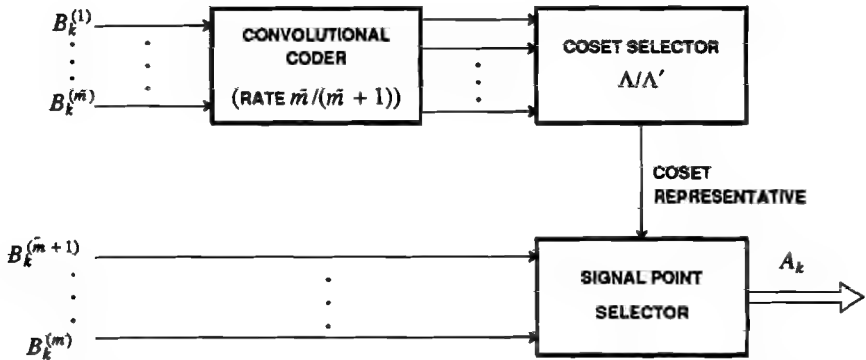 B_k^(1)
CONVOLUTIONAL
CODER
(RATE m̃/(m̃ + 1))
B_k^(m̃)
COSET SELECTOR
Λ/Λ′
COSET
REPRESENTATIVE
B_k^(m̃ + 1)
SIGNAL POINT
SELECTOR
A_k
B_k^(m)